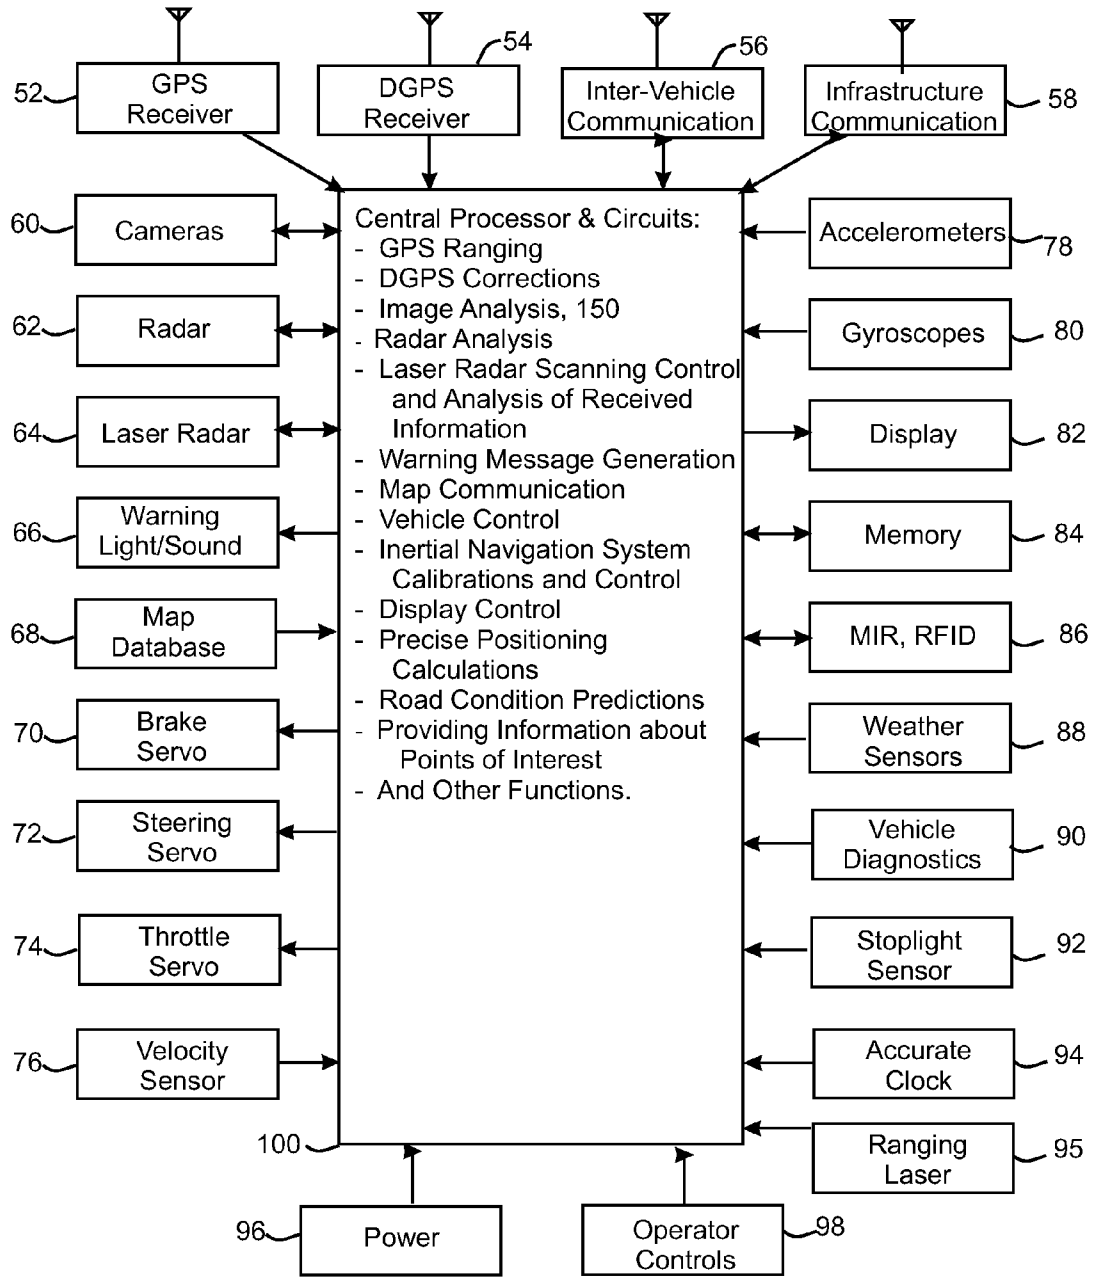 54
56
52
GPS
Receiver
DGPS
Receiver
Inter-Vehicle
Communication
Infrastructure
Communication
58
60
Cameras
62
Radar
64
Laser Radar
66
Warning
Light/Sound
68
Map
Database
70
Brake
Servo
72
Steering
Servo
74
Throttle
Servo
76
Velocity
Sensor
Central Processor & Circuits:
- GPS Ranging
- DGPS Corrections
- Image Analysis, 150
- Radar Analysis
- Laser Radar Scanning Control
and Analysis of Received
Information
- Warning Message Generation
- Map Communication
- Vehicle Control
- Inertial Navigation System
Calibrations and Control
- Display Control
- Precise Positioning
Calculations
- Road Condition Predictions
- Providing Information about
Points of Interest
- And Other Functions.
100
Accelerometers
78
Gyroscopes
80
Display
82
Memory
84
MIR, RFID
86
Weather
Sensors
88
Vehicle
Diagnostics
90
Stoplight
Sensor
92
Accurate
Clock
94
Ranging
Laser
95
96
Power
Operator
Controls
98